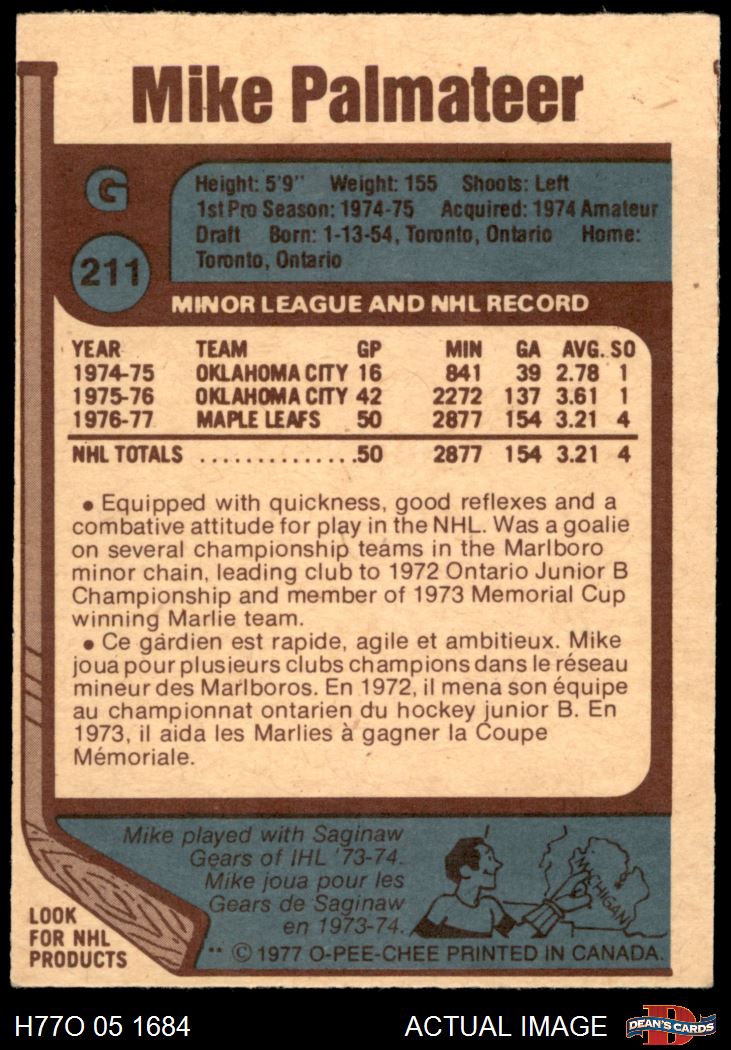 Mike Palmateer
G
211
Height: 5'9" Weight: 155 Shoots: Left
1st Pro Season: 1974-75 Acquired: 1974 Amateur
Draft Born: 1-13-54, Toronto, Ontario Home:
Toronto, Ontario
MINOR LEAGUE AND NHL RECORD
YEAR TEAM GP MIN GA AVG. SO
1974-75 OKLAHOMA CITY 16 841 39 2.78 1
1975-76 OKLAHOMA CITY 42 2272 137 3.61 1
1976-77 MAPLE LEAFS 50 2877 154 3.21 4
NHL TOTALS ..............50 2877 154 3.21 4
• Equipped with quickness, good reflexes and a
combative attitude for play in the NHL. Was a goalie
on several championship teams in the Marlboro
minor chain, leading club to 1972 Ontario Junior B
Championship and member of 1973 Memorial Cup
winning Marlie team.
• Ce gardien est rapide, agile et ambitieux. Mike
joua pour plusieurs clubs champions dans le réseau
mineur des Marlboros. En 1972, il mena son équipe
au championnat ontarien du hockey junior B. En
1973, il aida les Marlies à gagner la Coupe
Mémoriale.
Mike played with Saginaw
Gears of IHL '73-74.
Mike joua pour les
Gears de Saginaw
en 1973-74.
MICHIGAN
LOOK
FOR NHL
PRODUCTS
** © 1977 O-PEE-CHEE PRINTED IN CANADA.
H77O 05 1684 ACTUAL IMAGE
D
DEAN'S CARDS